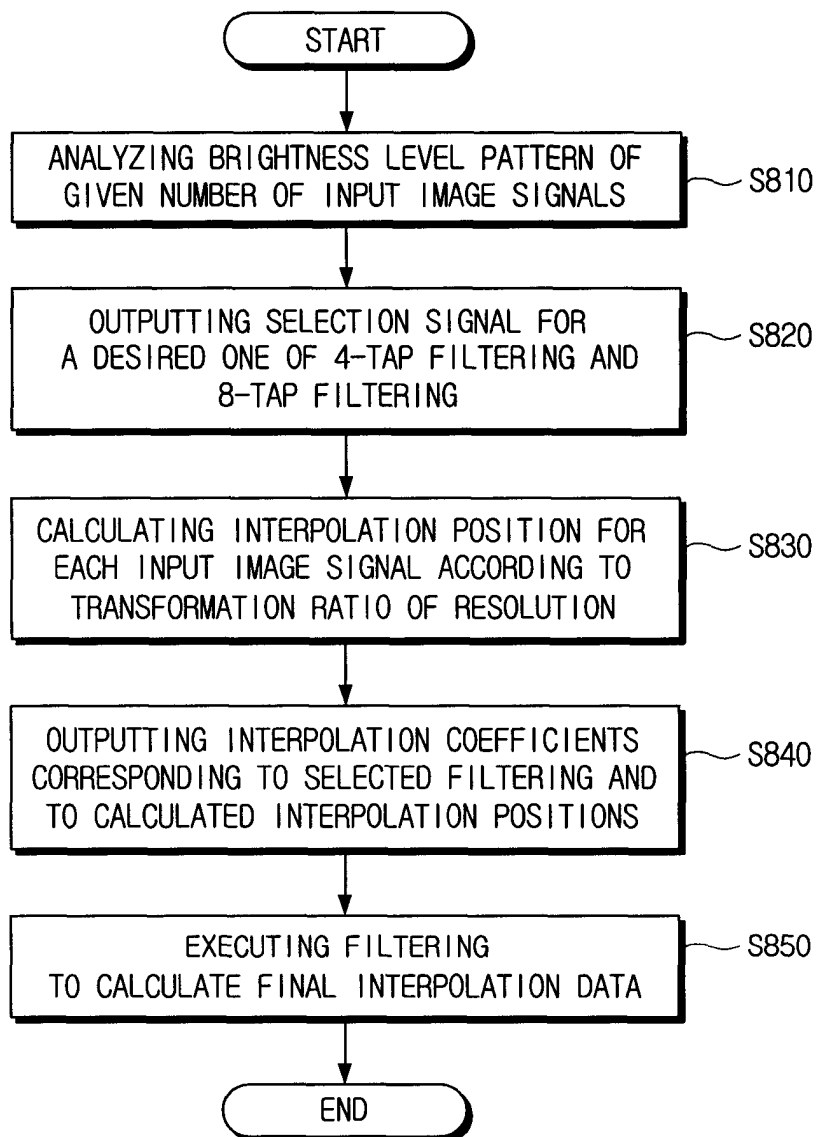 START
ANALYZING BRIGHTNESS LEVEL PATTERN OF
GIVEN NUMBER OF INPUT IMAGE SIGNALS
S810
OUTPUTTING SELECTION SIGNAL FOR
A DESIRED ONE OF 4-TAP FILTERING AND
8-TAP FILTERING
S820
CALCULATING INTERPOLATION POSITION FOR
EACH INPUT IMAGE SIGNAL ACCORDING TO
TRANSFORMATION RATIO OF RESOLUTION
S830
OUTPUTTING INTERPOLATION COEFFICIENTS
CORRESPONDING TO SELECTED FILTERING AND
TO CALCULATED INTERPOLATION POSITIONS
S840
EXECUTING FILTERING
TO CALCULATE FINAL INTERPOLATION DATA
S850
END